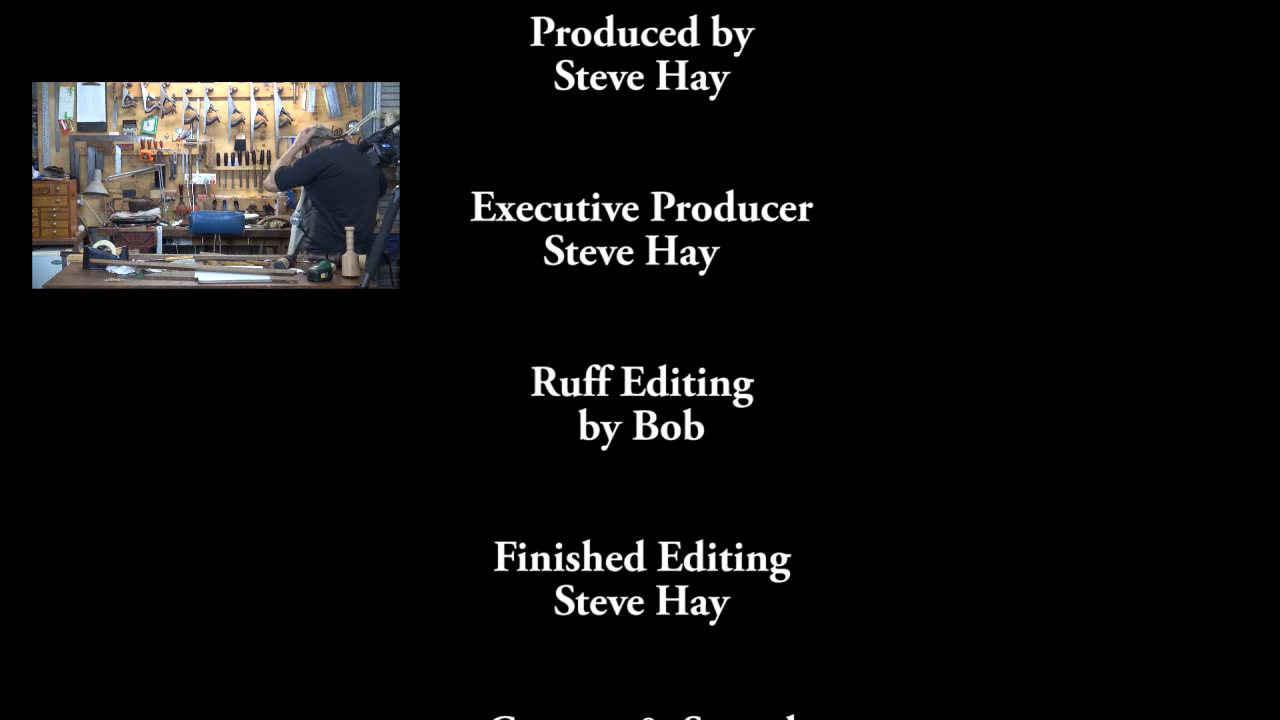 Produced by
Steve Hay
Executive Producer
Steve Hay
Ruff Editing
by Bob
Finished Editing
Steve Hay